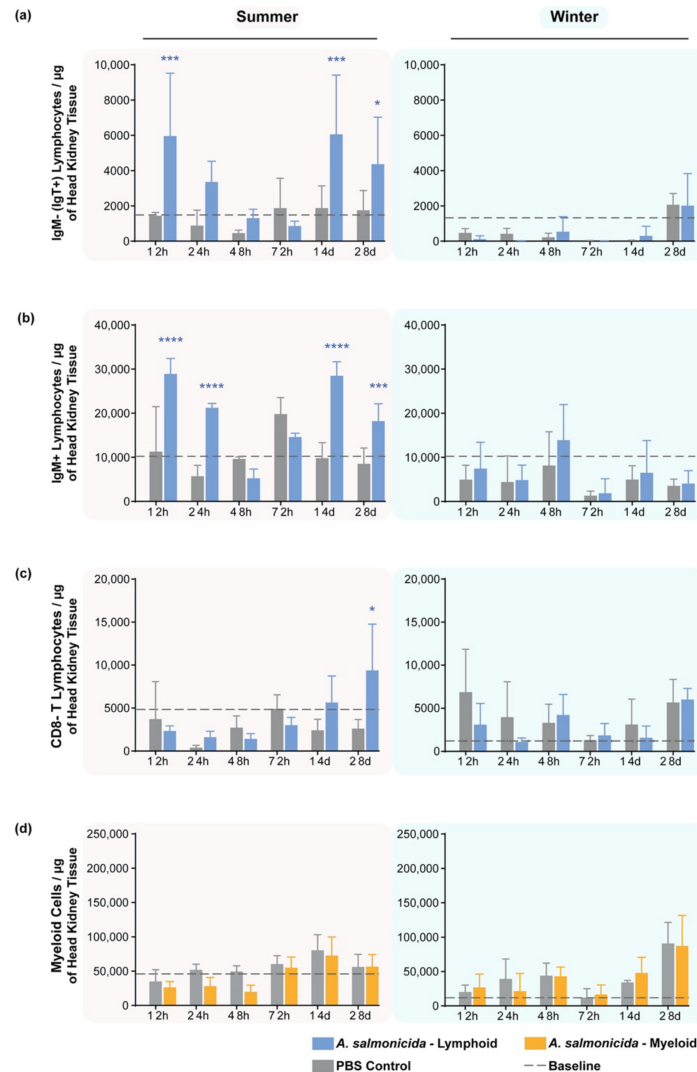 (a)
Summer
Winter
IgM- (IgT+) Lymphocytes / µg
of Head Kidney Tissue
10,000
8000
6000
4000
2000
0
***
***
*
12h 24h 48h 72h 14d 28d
10,000
8000
6000
4000
2000
0
12h 24h 48h 72h 14d 28d
(b)
IgM+ Lymphocytes / µg
of Head Kidney Tissue
40,000
30,000
20,000
10,000
0
****
****
****
***
12h 24h 48h 72h 14d 28d
40,000
30,000
20,000
10,000
0
12h 24h 48h 72h 14d 28d
(c)
CD8- T Lymphocytes / µg
of Head Kidney Tissue
20,000
15,000
10,000
5000
0
*
12h 24h 48h 72h 14d 28d
20,000
15,000
10,000
5000
0
12h 24h 48h 72h 14d 28d
(d)
Myeloid Cells / µg
of Head Kidney Tissue
250,000
200,000
150,000
100,000
50,000
0
12h 24h 48h 72h 14d 28d
250,000
200,000
150,000
100,000
50,000
0
12h 24h 48h 72h 14d 28d
A. salmonicida - Lymphoid
A. salmonicida - Myeloid
PBS Control
Baseline